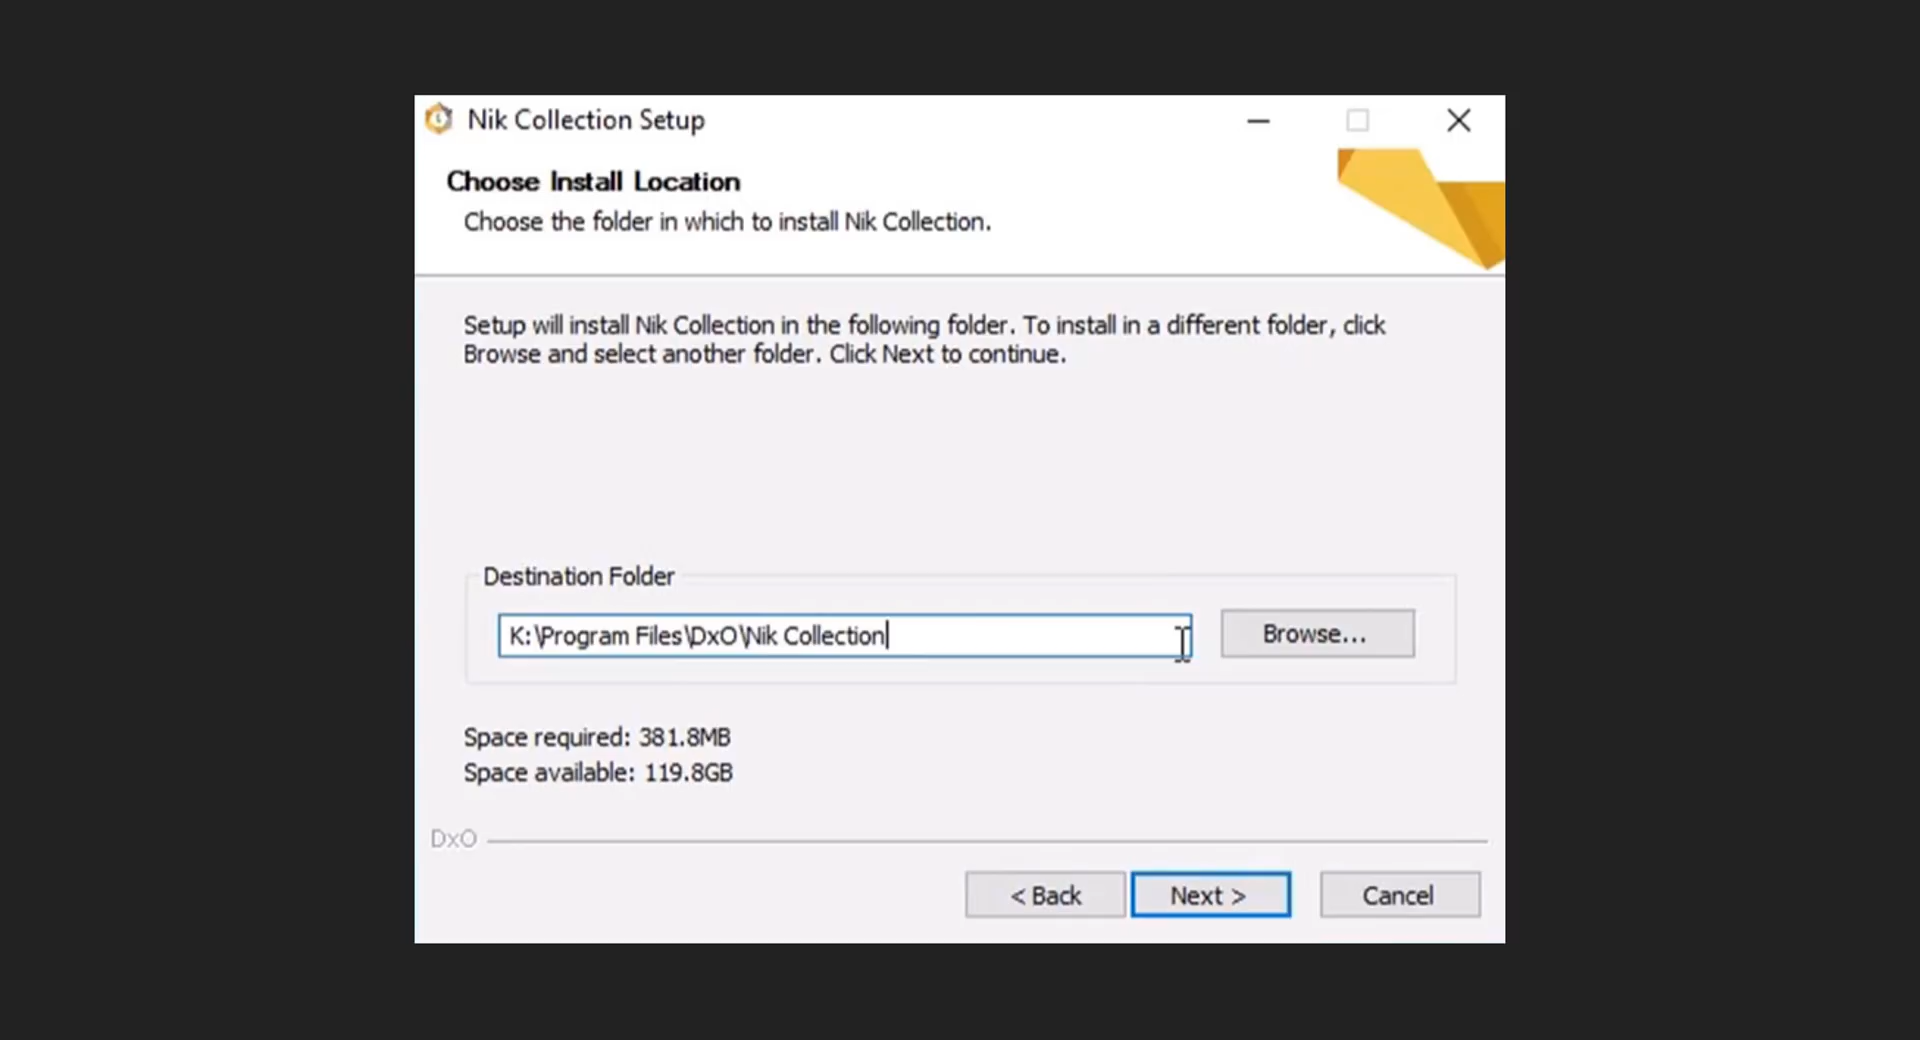 Nik Collection Setup
Choose Install Location
Choose the folder in which to install Nik Collection.
Setup will install Nik Collection in the following folder. To install in a different folder, click
Browse and select another folder. Click Next to continue.
Destination Folder
K:\Program Files\DxO\Nik Collection
Browse...
Space required: 381.8MB
Space available: 119.8GB
DxO
< Back
Next >
Cancel